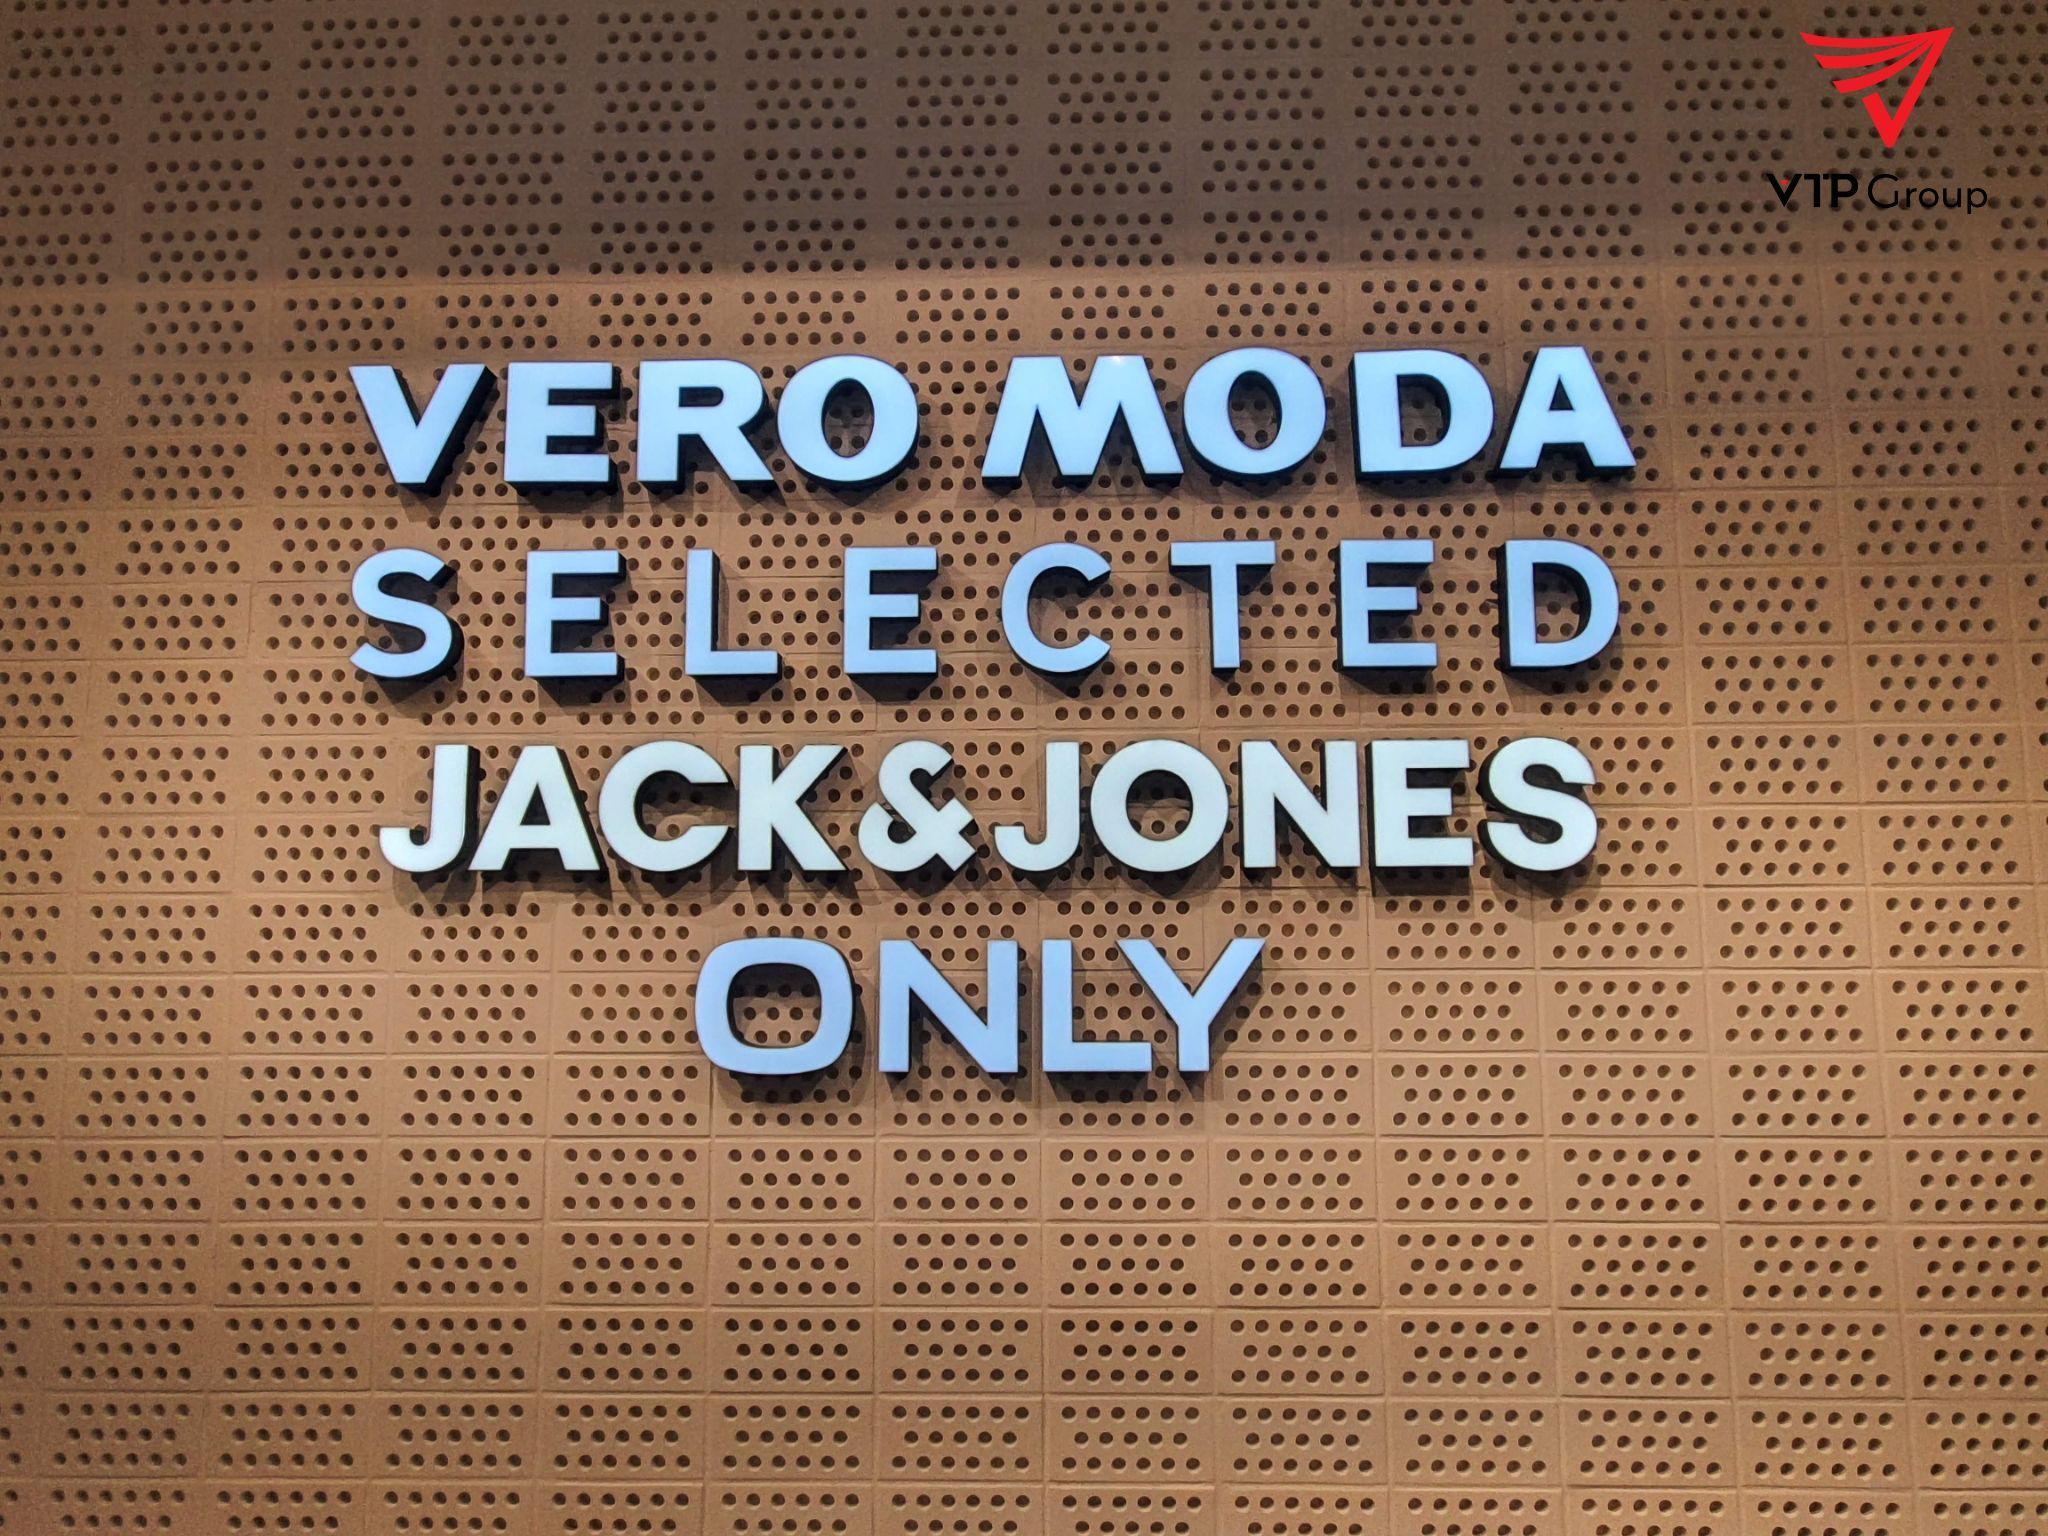 VTP Group
VERO MODA
SELECTED
JACK&JONES
ONLY